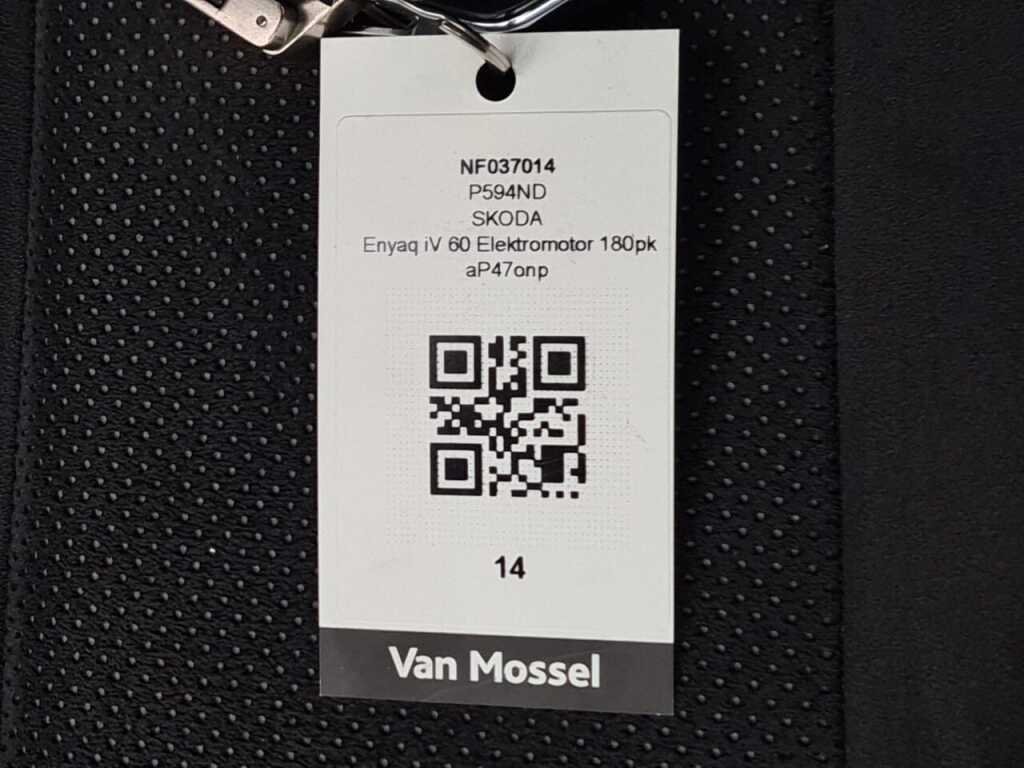 NF037014
P594ND
SKODA
Enyaq iV 60 Elektromotor 180pk
aP47onp
14
Van Mossel